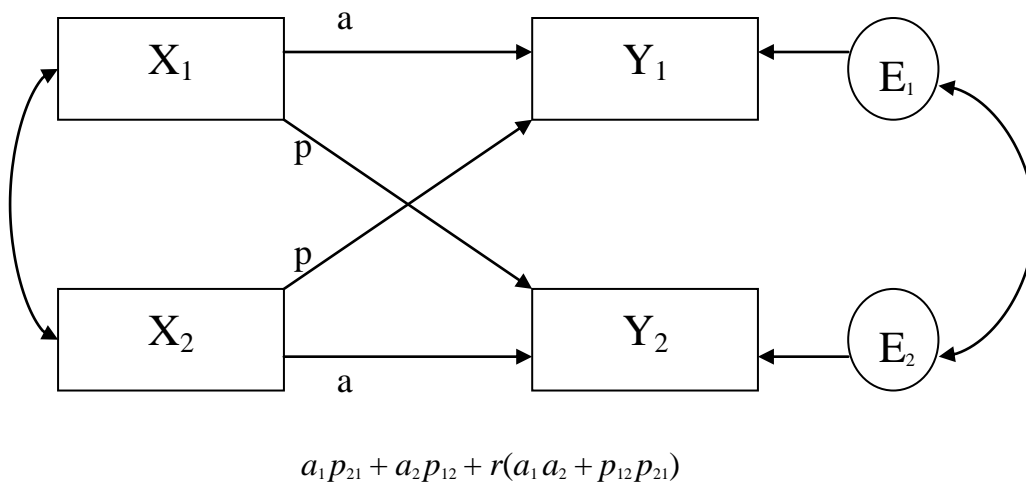 a
X₁ Y₁ E₁
p
p
X₂ Y₂ E₂
a
a₁p₂₁ + a₂p₁₂ + r(a₁a₂ + p₁₂p₂₁)